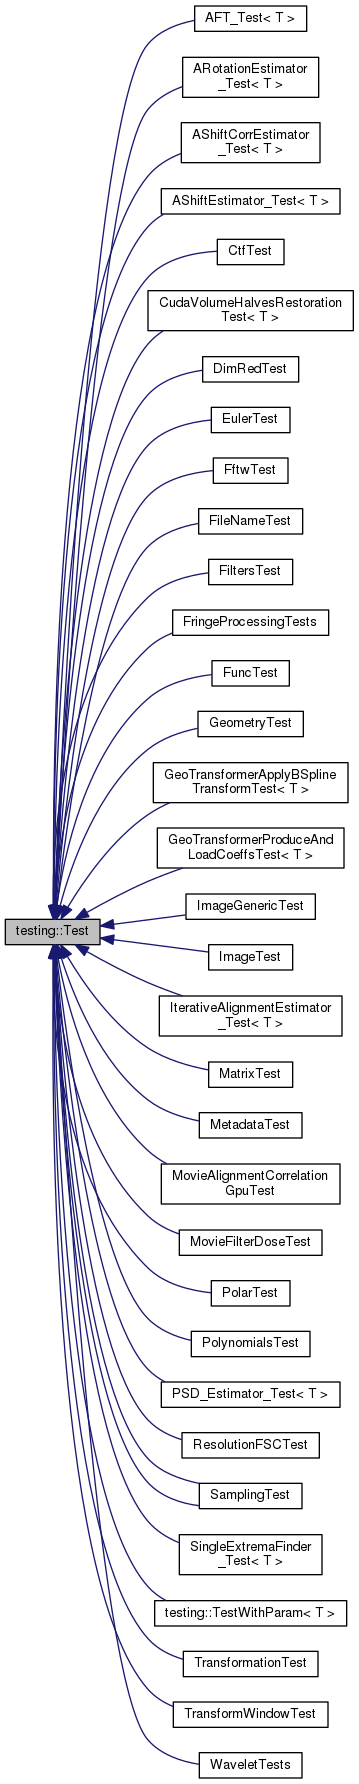 AFT_Test< T >
ARotationEstimator
_Test< T >
AShiftCorrEstimator
_Test< T >
AShiftEstimator_Test< T >
CtfTest
CudaVolumeHalvesRestoration
Test< T >
DimRedTest
EulerTest
FftwTest
FileNameTest
FiltersTest
FringeProcessingTests
FuncTest
GeometryTest
GeoTransformerApplyBSpline
TransformTest< T >
GeoTransformerProduceAnd
LoadCoeffsTest< T >
ImageGenericTest
testing::Test
ImageTest
IterativeAlignmentEstimator
_Test< T >
MatrixTest
MetadataTest
MovieAlignmentCorrelation
GpuTest
MovieFilterDoseTest
PolarTest
PolynomialsTest
PSD_Estimator_Test< T >
ResolutionFSCTest
SamplingTest
SingleExtremaFinder
_Test< T >
testing::TestWithParam< T >
TransformationTest
TransformWindowTest
WaveletTests